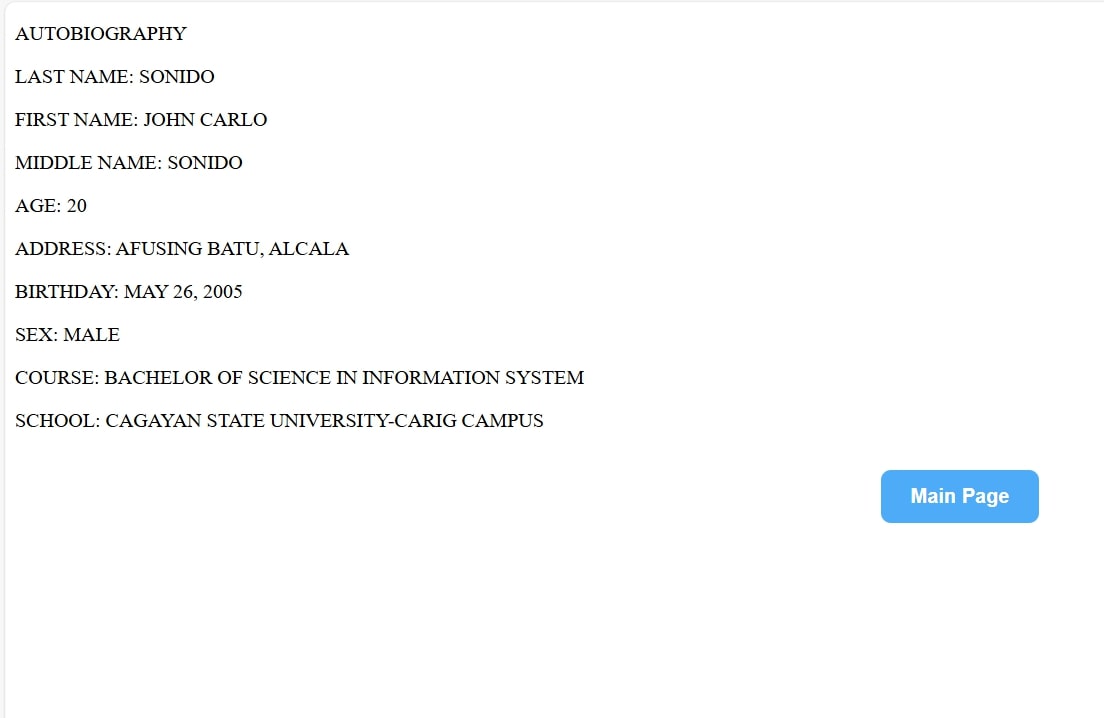 AUTOBIOGRAPHY
LAST NAME: SONIDO
FIRST NAME: JOHN CARLO
MIDDLE NAME: SONIDO
AGE: 20
ADDRESS: AFUSING BATU, ALCALA
BIRTHDAY: MAY 26, 2005
SEX: MALE
COURSE: BACHELOR OF SCIENCE IN INFORMATION SYSTEM
SCHOOL: CAGAYAN STATE UNIVERSITY-CARIG CAMPUS
Main Page